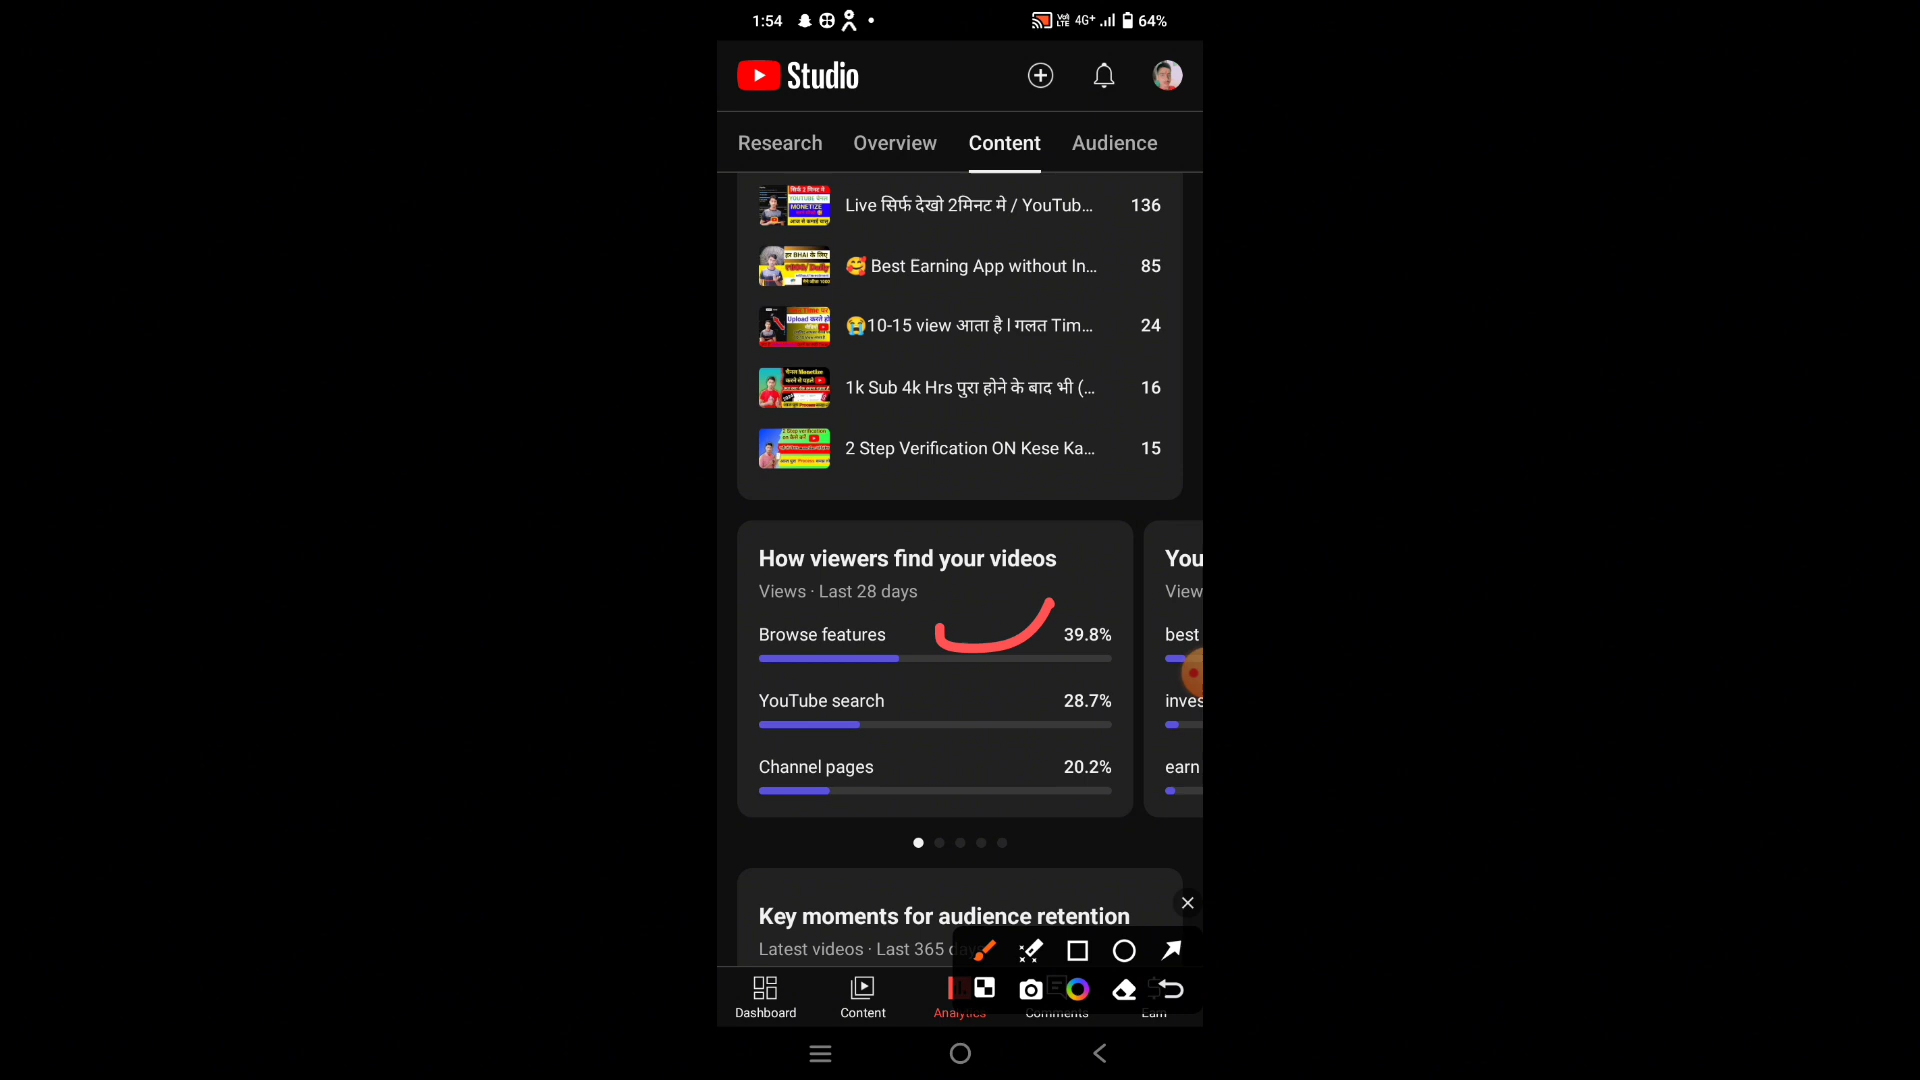 1:54 4G+ 64%
Studio
Research Overview Content Audience
Live सिर्फ देखो 2मिनट मे / YouTub... 136
🥰 Best Earning App without In... 85
😭10-15 view आता है l गलत Tim... 24
1k Sub 4k Hrs पुरा होने के बाद भी (... 16
2 Step Verification ON Kese Ka... 15
How viewers find your videos
Views · Last 28 days
Browse features 39.8%
YouTube search 28.7%
Channel pages 20.2%
You
View
best
inves
earn
Key moments for audience retention
Latest videos · Last 365 days
Dashboard Content Analytics Comments Earn